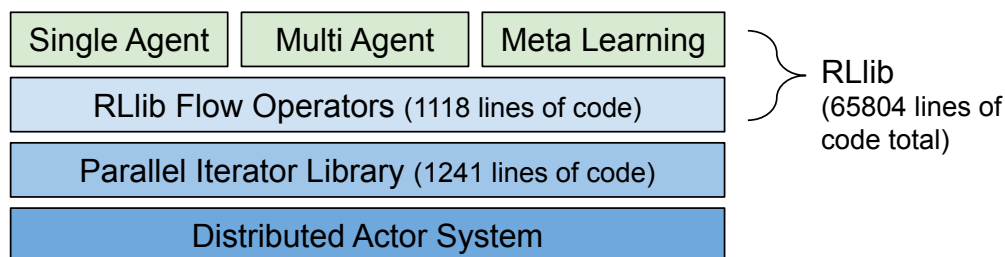 Single Agent
Multi Agent
Meta Learning
RLlib Flow Operators (1118 lines of code)
Parallel Iterator Library (1241 lines of code)
Distributed Actor System
RLlib
(65804 lines of
code total)